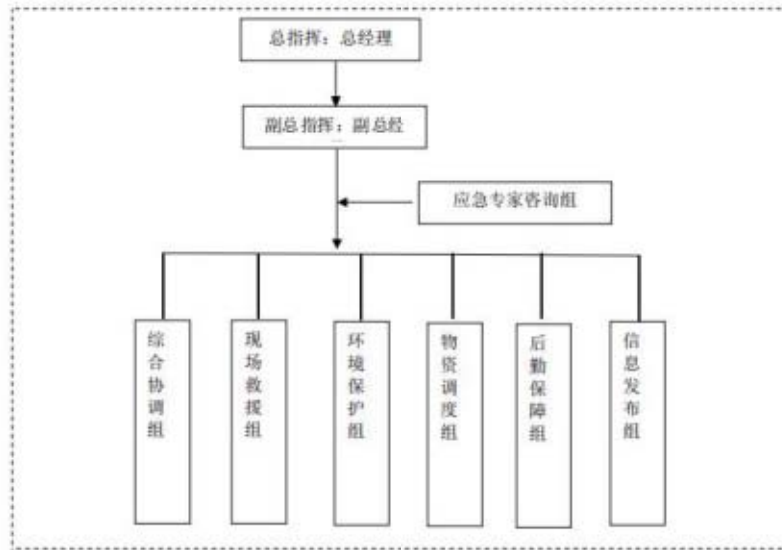 总指挥：总经理
副总指挥：副总经
应急专家咨询组
综合协调组
现场救援组
环境保护组
物资调度组
后勤保障组
信息发布组